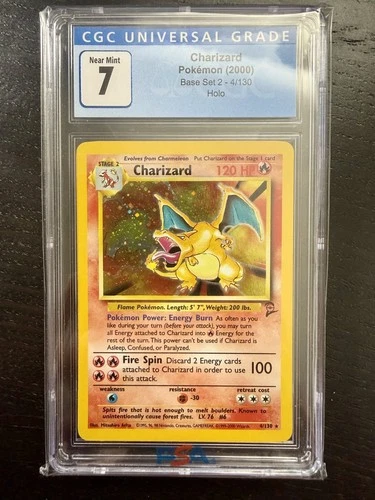 CGC UNIVERSAL GRADE
Near Mint
7
Charizard
Pokémon (2000)
Base Set 2 - 4/130
Holo
Evolves from Charmeleon Put Charizard on the Stage 1 card
STAGE 2
Charizard 120 HP
Flame Pokémon. Length: 5' 7", Weight: 200 lbs.
Pokémon Power: Energy Burn As often as you
like during your turn (before your attack), you may turn
all Energy attached to Charizard into Energy for the
rest of the turn. This power can't be used if Charizard is
Asleep, Confused, or Paralyzed.
Fire Spin Discard 2 Energy cards
attached to Charizard in order to use
this attack.
100
weakness resistance retreat cost
-30
Spits fire that is hot enough to melt boulders. Known to
unintentionally cause forest fires. LV. 76 #6
Illus. Mitsuhiro Arita
4/130 ★